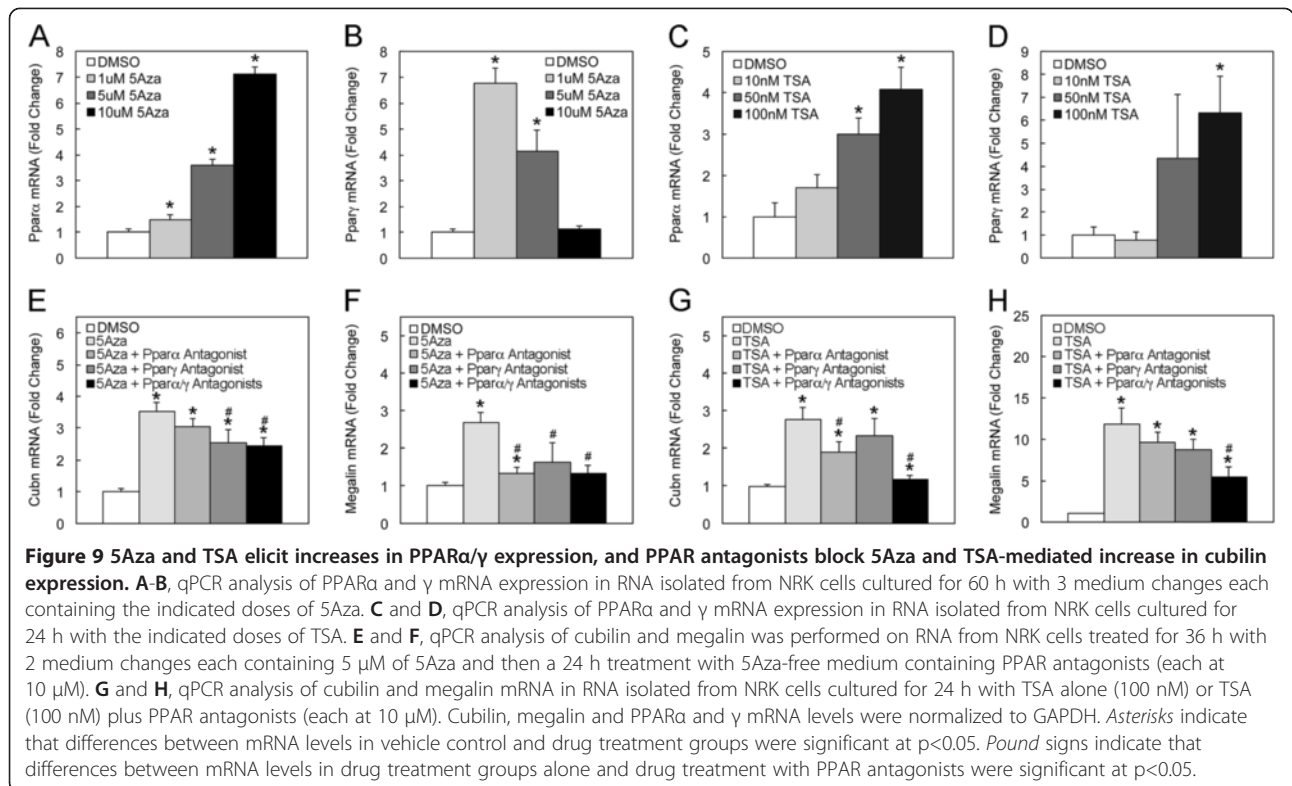 A
Pparα mRNA (Fold Change)
8
7
6
5
4
3
2
1
0
DMSO
1uM 5Aza
5uM 5Aza
10uM 5Aza
*
*
*
B
Pparγ mRNA (Fold Change)
8
7
6
5
4
3
2
1
0
DMSO
1uM 5Aza
5uM 5Aza
10uM 5Aza
*
*
C
Pparα mRNA (Fold Change)
5
4
3
2
1
0
DMSO
10nM TSA
50nM TSA
100nM TSA
*
*
D
Pparγ mRNA (Fold Change)
9
8
7
6
5
4
3
2
1
0
DMSO
10nM TSA
50nM TSA
100nM TSA
*
E
Cubn mRNA (Fold Change)
6
5
4
3
2
1
0
DMSO
5Aza
5Aza + Pparα Antagonist
5Aza + Pparγ Antagonist
5Aza + Pparα/γ Antagonists
* * # * # *
F
Megalin mRNA (Fold Change)
5
4
3
2
1
0
DMSO
5Aza
5Aza + Pparα Antagonist
5Aza + Pparγ Antagonist
5Aza + Pparα/γ Antagonists
* # * # #
G
Cubn mRNA (Fold Change)
5
4
3
2
1
0
DMSO
TSA
TSA + Pparα Antagonist
TSA + Pparγ Antagonist
TSA + Pparα/γ Antagonists
* # * * # *
H
Megalin mRNA (Fold Change)
25
20
15
10
5
0
DMSO
TSA
TSA + Pparα Antagonist
TSA + Pparγ Antagonist
TSA + Pparα/γ Antagonists
* * * # *
Figure 9 5Aza and TSA elicit increases in PPARα/γ expression, and PPAR antagonists block 5Aza and TSA-mediated increase in cubilin
expression. A-B, qPCR analysis of PPARα and γ mRNA expression in RNA isolated from NRK cells cultured for 60 h with 3 medium changes each
containing the indicated doses of 5Aza. C and D, qPCR analysis of PPARα and γ mRNA expression in RNA isolated from NRK cells cultured for
24 h with the indicated doses of TSA. E and F, qPCR analysis of cubilin and megalin was performed on RNA from NRK cells treated for 36 h with
2 medium changes each containing 5 μM of 5Aza and then a 24 h treatment with 5Aza-free medium containing PPAR antagonists (each at
10 μM). G and H, qPCR analysis of cubilin and megalin mRNA in RNA isolated from NRK cells cultured for 24 h with TSA alone (100 nM) or TSA
(100 nM) plus PPAR antagonists (each at 10 μM). Cubilin, megalin and PPARα and γ mRNA levels were normalized to GAPDH. Asterisks indicate
that differences between mRNA levels in vehicle control and drug treatment groups were significant at p<0.05. Pound signs indicate that
differences between mRNA levels in drug treatment groups alone and drug treatment with PPAR antagonists were significant at p<0.05.